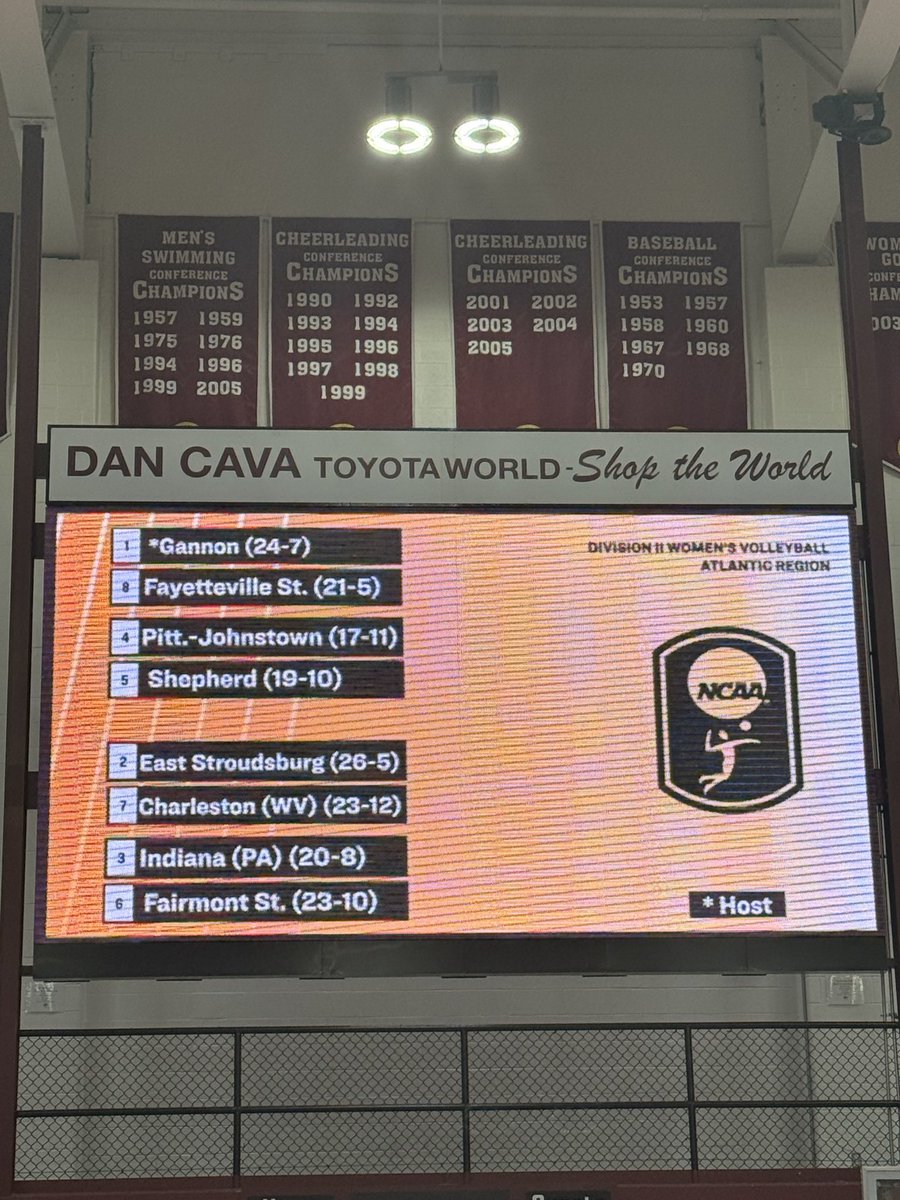 MEN'S
SWIMMING
CONFERENCE
CHAMPIONS
1957 1959
1975 1976
1994 1996
1999 2005
CHEERLEADING
CONFERENCE
CHAMPIONS
1990 1992
1993 1994
1995 1996
1997 1998
1999
CHEERLEADING
CONFERENCE
CHAMPIONS
2001 2002
2003 2004
2005
BASEBALL
CONFERENCE
CHAMPIONS
1953 1957
1958 1960
1967 1968
1970
DAN CAVA TOYOTA WORLD - Shop the World
1 *Gannon (24-7)
8 Fayetteville St. (21-5)
4 Pitt.-Johnstown (17-11)
5 Shepherd (19-10)
2 East Stroudsburg (26-5)
7 Charleston (WV) (23-12)
3 Indiana (PA) (20-8)
6 Fairmont St. (23-10)
DIVISION II WOMEN'S VOLLEYBALL
ATLANTIC REGION
NCAA
* Host